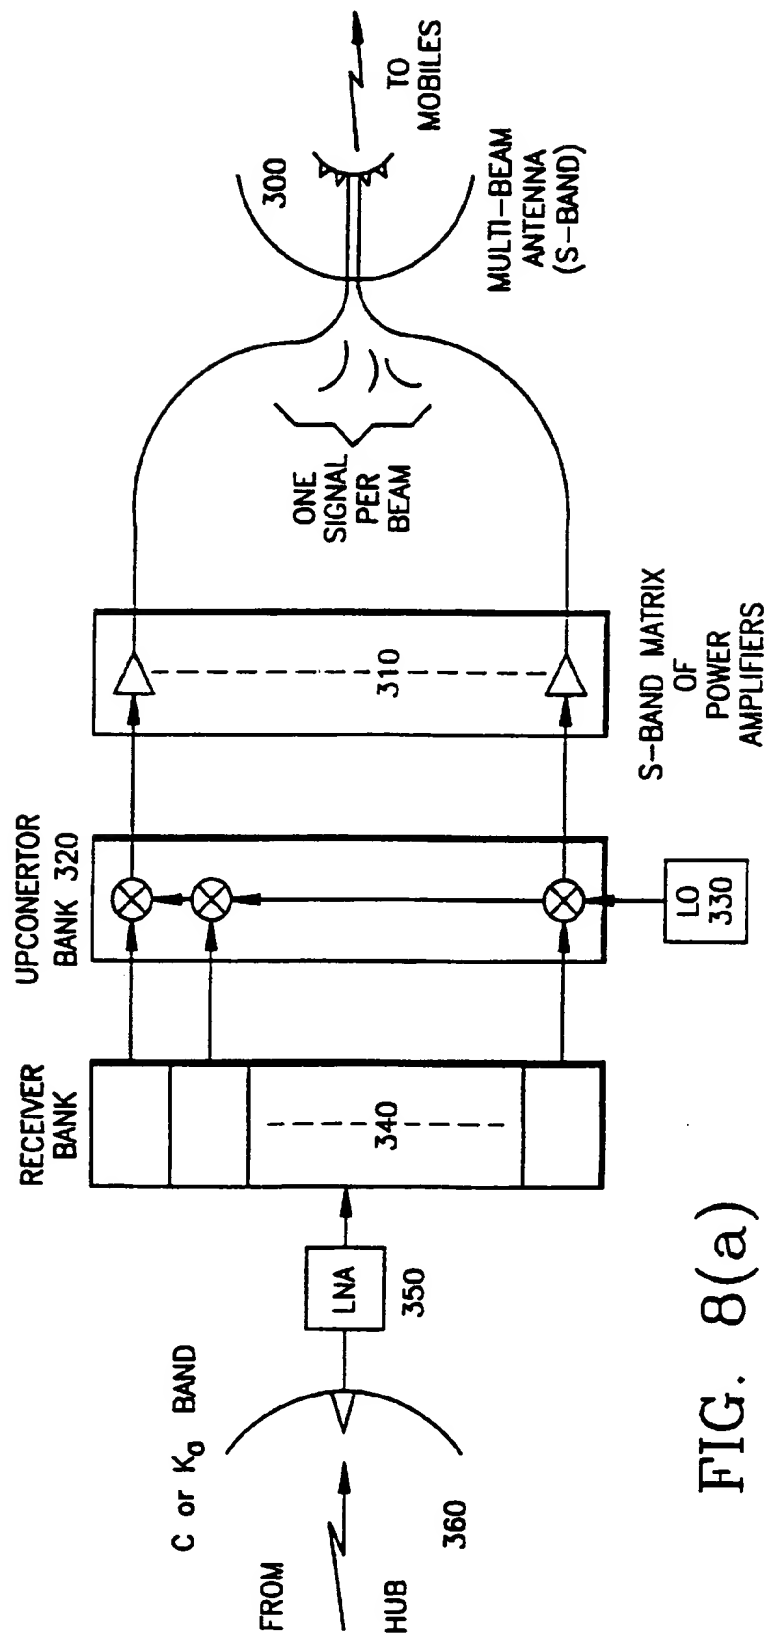 FROM
HUB
C or Ka BAND
360
LNA
350
RECEIVER
BANK
340
UPCONERTOR
BANK 320
LO
330
310
S-BAND MATRIX
OF
POWER
AMPLIFIERS
ONE
SIGNAL
PER
BEAM
300
MULTI-BEAM
ANTENNA
(S-BAND)
TO
MOBILES
FIG. 8(a)